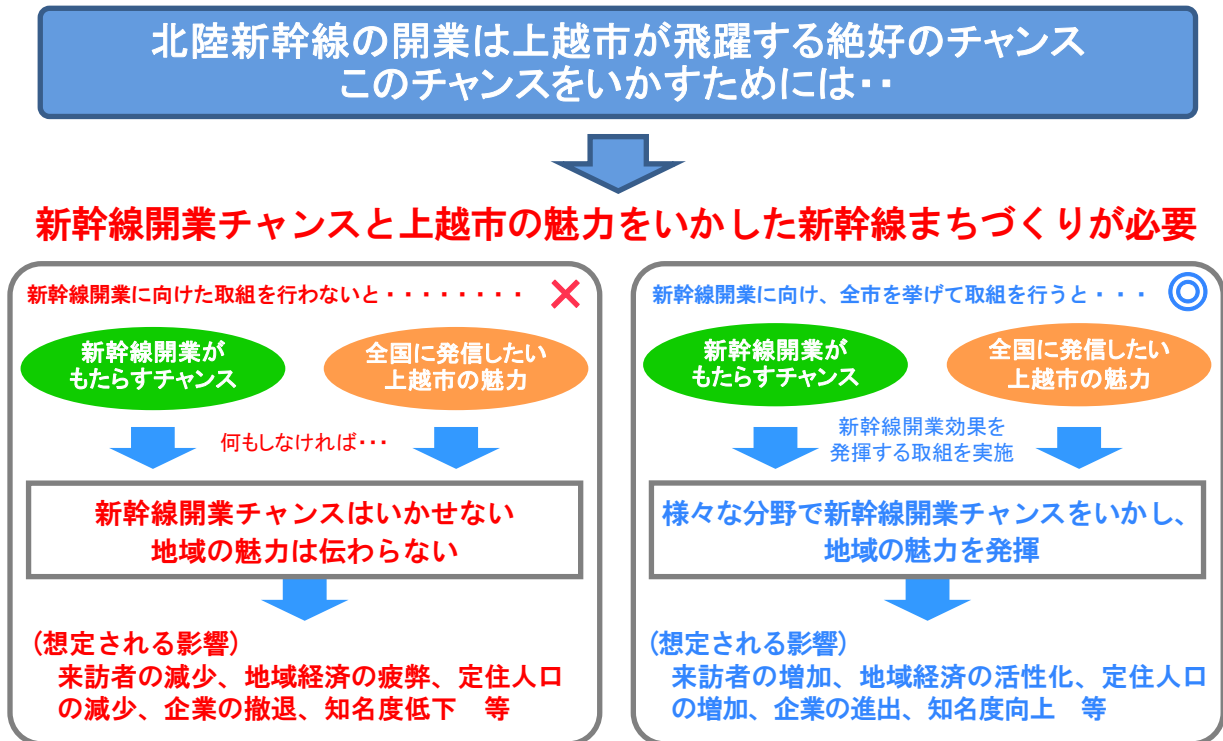 北陸新幹線の開業は上越市が飛躍する絶好のチャンス
このチャンスをいかすためには・・
新幹線開業チャンスと上越市の魅力をいかした新幹線まちづくりが必要
新幹線開業に向けた取組を行わないと・・・・・・・・ ×
新幹線開業が
もたらすチャンス
全国に発信したい
上越市の魅力
何もしなければ・・・
新幹線開業チャンスはいかせない
地域の魅力は伝わらない
(想定される影響)
来訪者の減少、地域経済の疲弊、定住人口
の減少、企業の撤退、知名度低下 等
新幹線開業に向け、全市を挙げて取組を行うと・・・ ◎
新幹線開業が
もたらすチャンス
全国に発信したい
上越市の魅力
新幹線開業効果を
発揮する取組を実施
様々な分野で新幹線開業チャンスをいかし、
地域の魅力を発揮
(想定される影響)
来訪者の増加、地域経済の活性化、定住人口
の増加、企業の進出、知名度向上 等